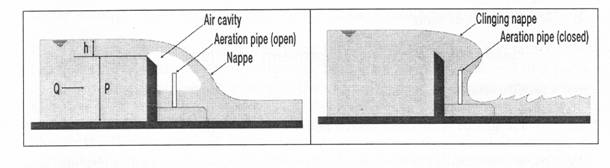 Air cavity
Aeration pipe (open)
Nappe
h
Q
P
Clinging nappe
Aeration pipe (closed)